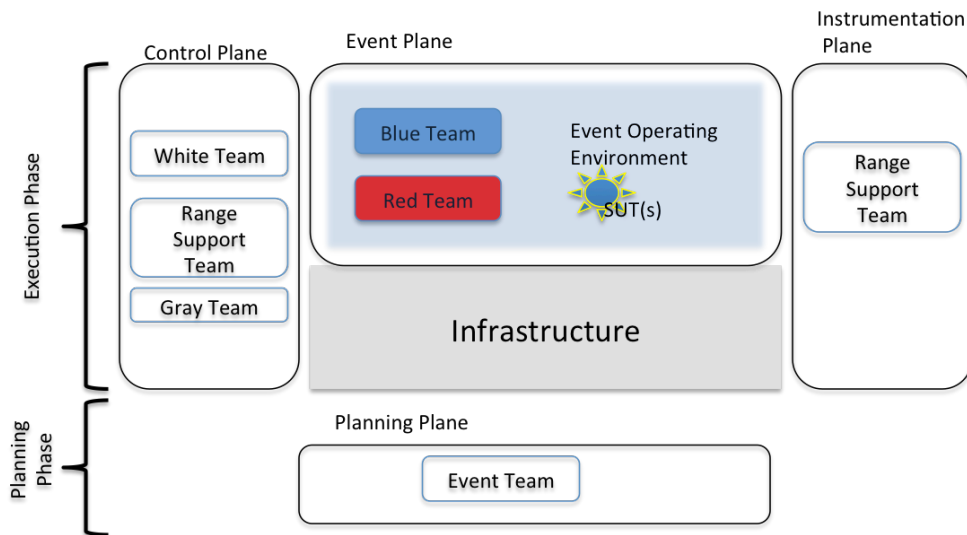 Control Plane
Event Plane
Instrumentation
Plane
Execution Phase
White Team
Range
Support
Team
Gray Team
Blue Team
Red Team
Event Operating
Environment
SUT(s)
Range
Support
Team
Infrastructure
Planning
Phase
Planning Plane
Event Team